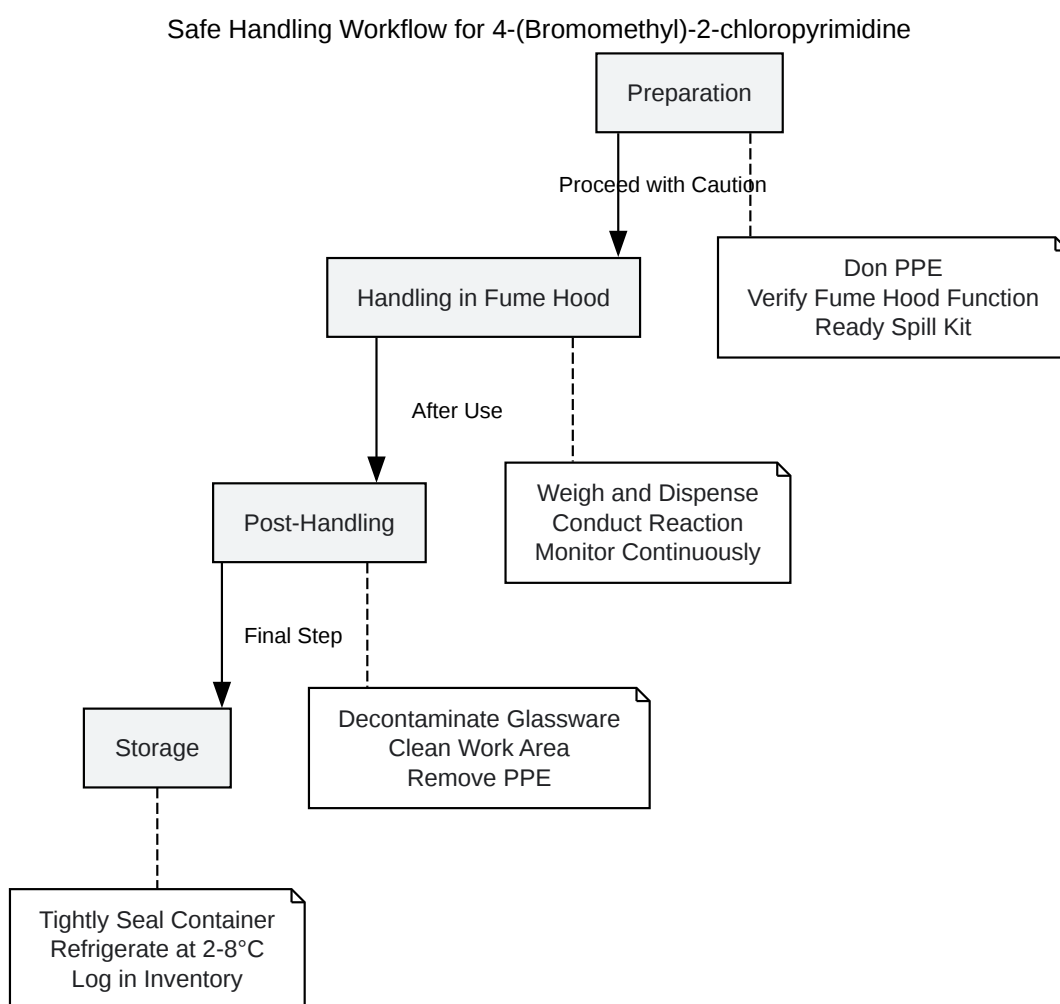 Safe Handling Workflow for 4-(Bromomethyl)-2-chloropyrimidine
Preparation
Proceed with Caution
Don PPE
Verify Fume Hood Function
Ready Spill Kit
Handling in Fume Hood
After Use
Weigh and Dispense
Conduct Reaction
Monitor Continuously
Post-Handling
Final Step
Decontaminate Glassware
Clean Work Area
Remove PPE
Storage
Tightly Seal Container
Refrigerate at 2-8°C
Log in Inventory